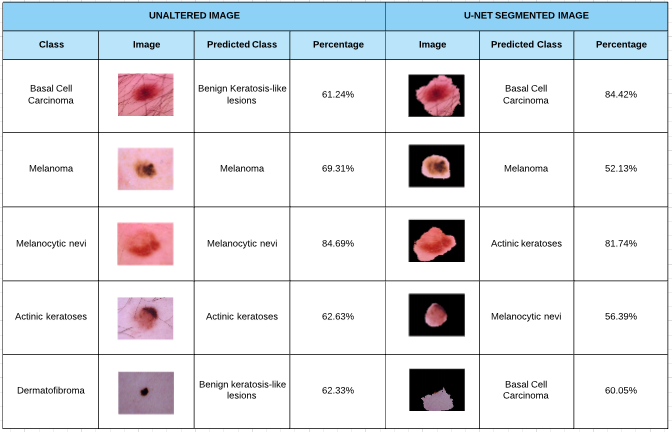 UNALTERED IMAGE U-NET SEGMENTED IMAGE
Class Image Predicted Class Percentage Image Predicted Class Percentage
Basal Cell
Carcinoma
Benign Keratosis-like
lesions
61.24%
Basal Cell
Carcinoma
84.42%
Melanoma Melanoma 69.31% Melanoma 52.13%
Melanocytic nevi Melanocytic nevi 84.69% Actinic keratoses 81.74%
Actinic keratoses Actinic keratoses 62.63% Melanocytic nevi 56.39%
Dermatofibroma
Benign keratosis-like
lesions
62.33%
Basal Cell
Carcinoma
60.05%